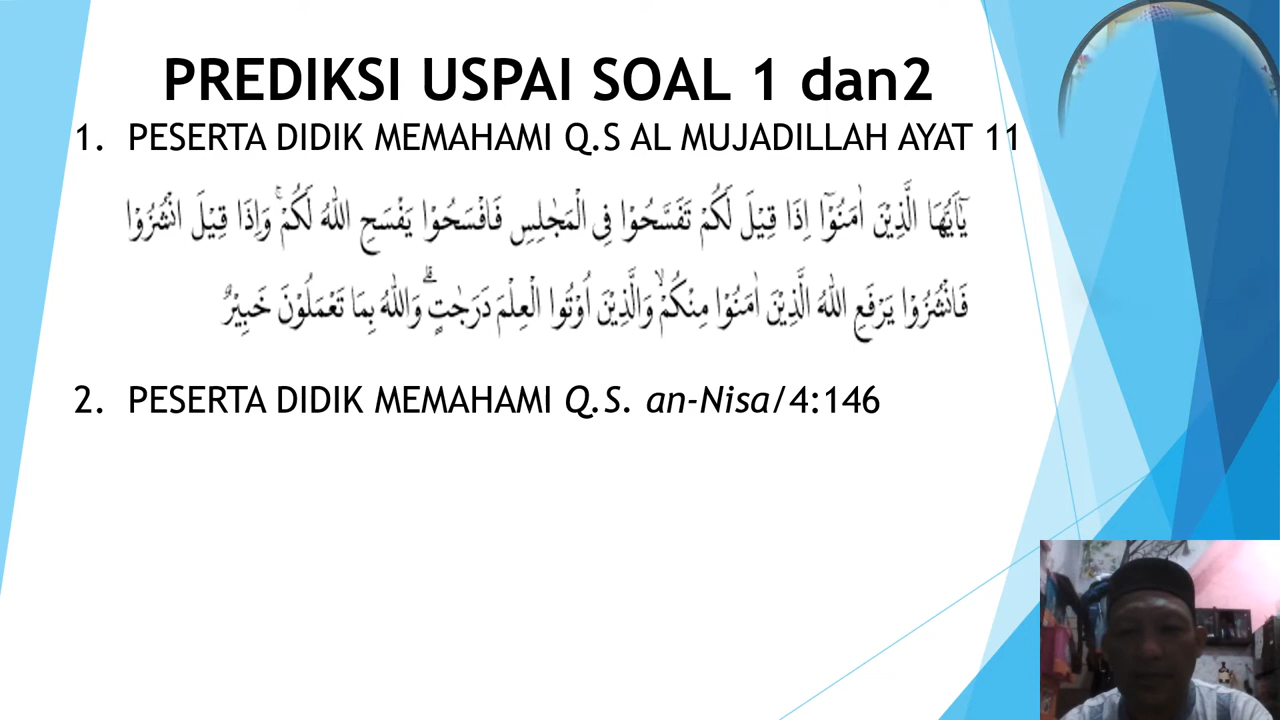 PREDIKSI USPAI SOAL 1 dan2
1. PESERTA DIDIK MEMAHAMI Q.S AL MUJADILLAH AYAT 11
يٰٓاَيُّهَا الَّذِيْنَ اٰمَنُوْٓا اِذَا قِيْلَ لَكُمْ تَفَسَّحُوْا فِى الْمَجٰلِسِ فَافْسَحُوْا يَفْسَحِ اللّٰهُ لَكُمْۚ وَاِذَا قِيْلَ انْشُزُوْا
فَانْشُزُوْا يَرْفَعِ اللّٰهُ الَّذِيْنَ اٰمَنُوْا مِنْكُمْۙ وَالَّذِيْنَ اُوْتُوا الْعِلْمَ دَرَجٰتٍۗ وَاللّٰهُ بِمَا تَعْمَلُوْنَ خَبِيْرٌ
2. PESERTA DIDIK MEMAHAMI Q.S. an-Nisa/4:146